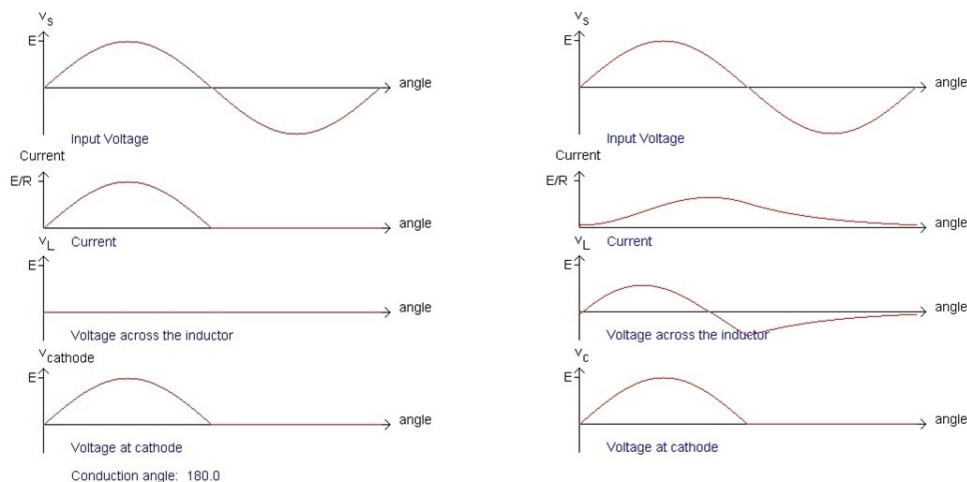 vs
E
angle
Input Voltage
Current
E/R
angle
Current
vL
E
angle
Voltage across the inductor
vcathode
E
angle
Voltage at cathode
Conduction angle: 180.0
vs
E
angle
Input Voltage
Current
E/R
angle
Current
vL
E
angle
Voltage across the inductor
vc
E
angle
Voltage at cathode